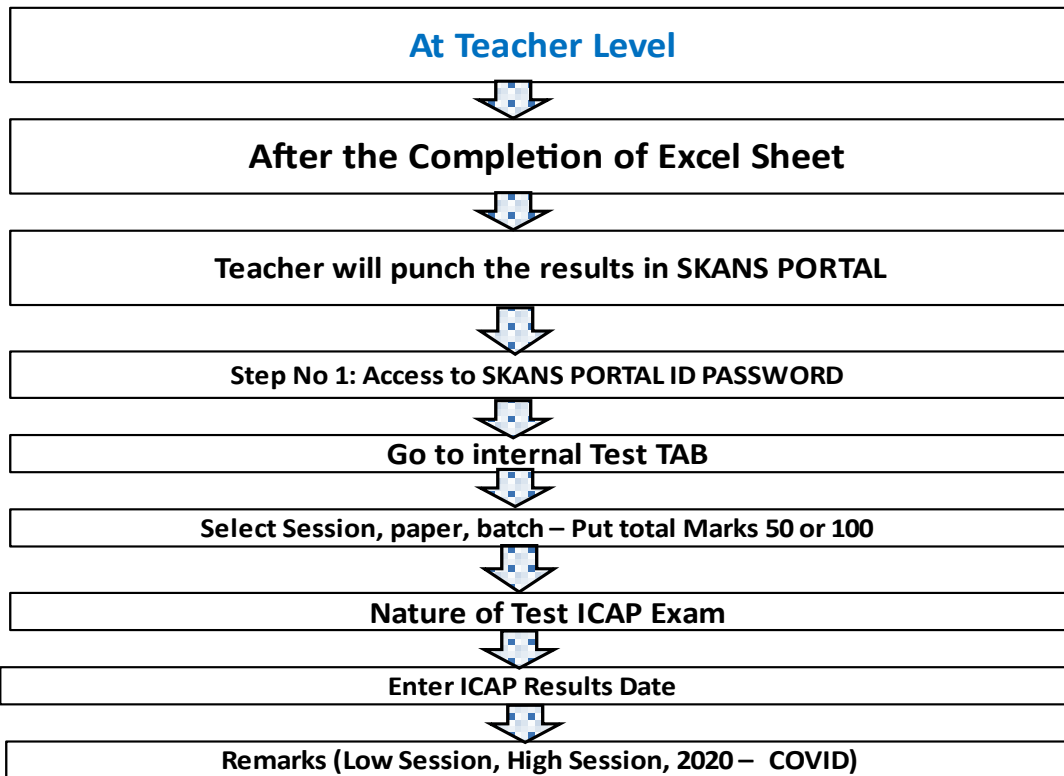 At Teacher Level
After the Completion of Excel Sheet
Teacher will punch the results in SKANS PORTAL
Step No 1: Access to SKANS PORTAL ID PASSWORD
Go to internal Test TAB
Select Session, paper, batch – Put total Marks 50 or 100
Nature of Test ICAP Exam
Enter ICAP Results Date
Remarks (Low Session, High Session, 2020 – COVID)